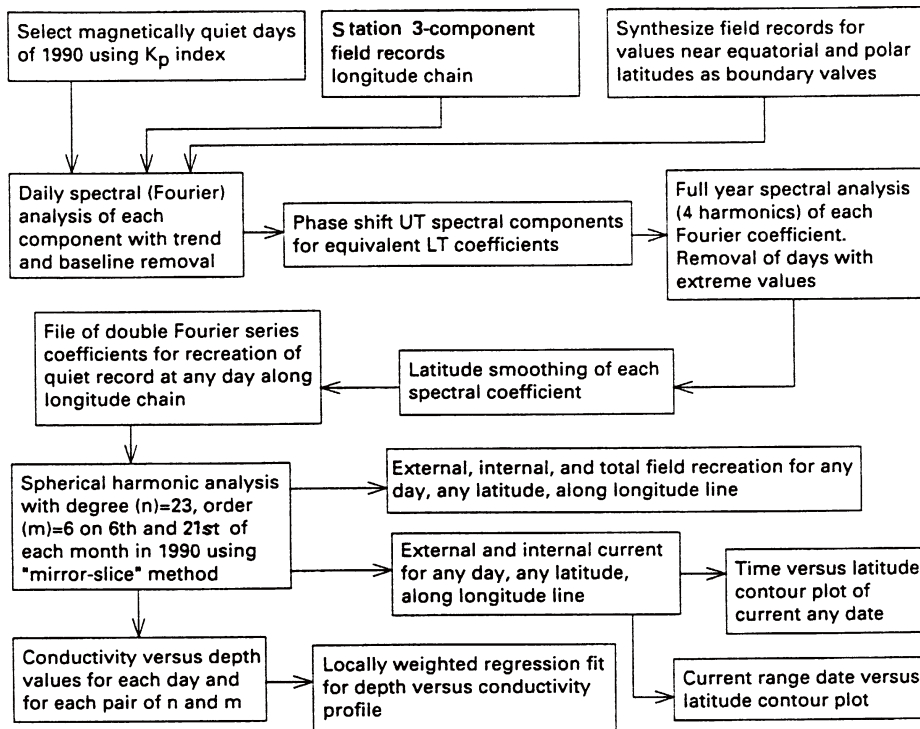 Select magnetically quiet days
of 1990 using Kp index
Station 3-component
field records
longitude chain
Synthesize field records for
values near equatorial and polar
latitudes as boundary valves
Daily spectral (Fourier)
analysis of each
component with trend
and baseline removal
Phase shift UT spectral components
for equivalent LT coefficients
Full year spectral analysis
(4 harmonics) of each
Fourier coefficient.
Removal of days with
extreme values
File of double Fourier series
coefficients for recreation of
quiet record at any day along
longitude chain
Latitude smoothing of each
spectral coefficient
Spherical harmonic analysis
with degree (n)=23, order
(m)=6 on 6th and 21st of
each month in 1990 using
"mirror-slice" method
External, internal, and total field recreation for any
day, any latitude, along longitude line
External and internal current
for any day, any latitude,
along longitude line
Time versus latitude
contour plot of
current any date
Conductivity versus depth
values for each day and
for each pair of n and m
Locally weighted regression fit
for depth versus conductivity
profile
Current range date versus
latitude contour plot